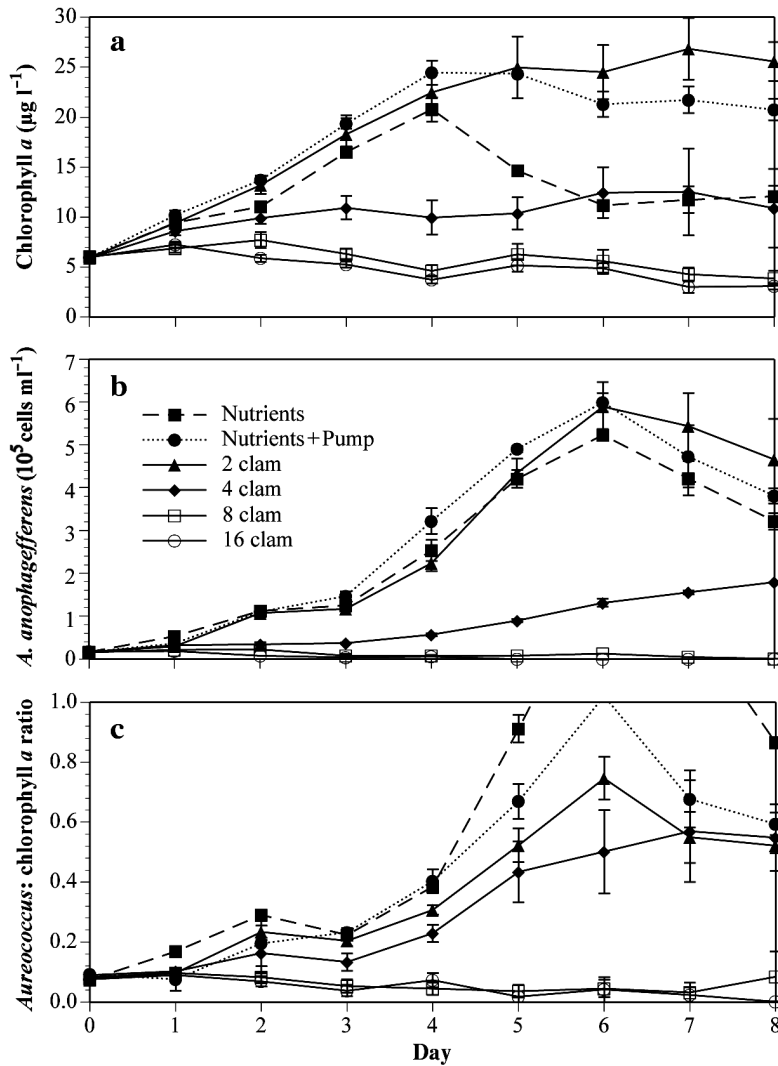 a
Chlorophyll a (µg l⁻¹)
30
25
20
15
10
5
0
b
A. anophagefferens (10⁵ cells ml⁻¹)
7
6
5
4
3
2
1
0
Nutrients
Nutrients+Pump
2 clam
4 clam
8 clam
16 clam
c
Aureococcus: chlorophyll a ratio
1.0
0.8
0.6
0.4
0.2
0.0
0 1 2 3 4 5 6 7 8
Day